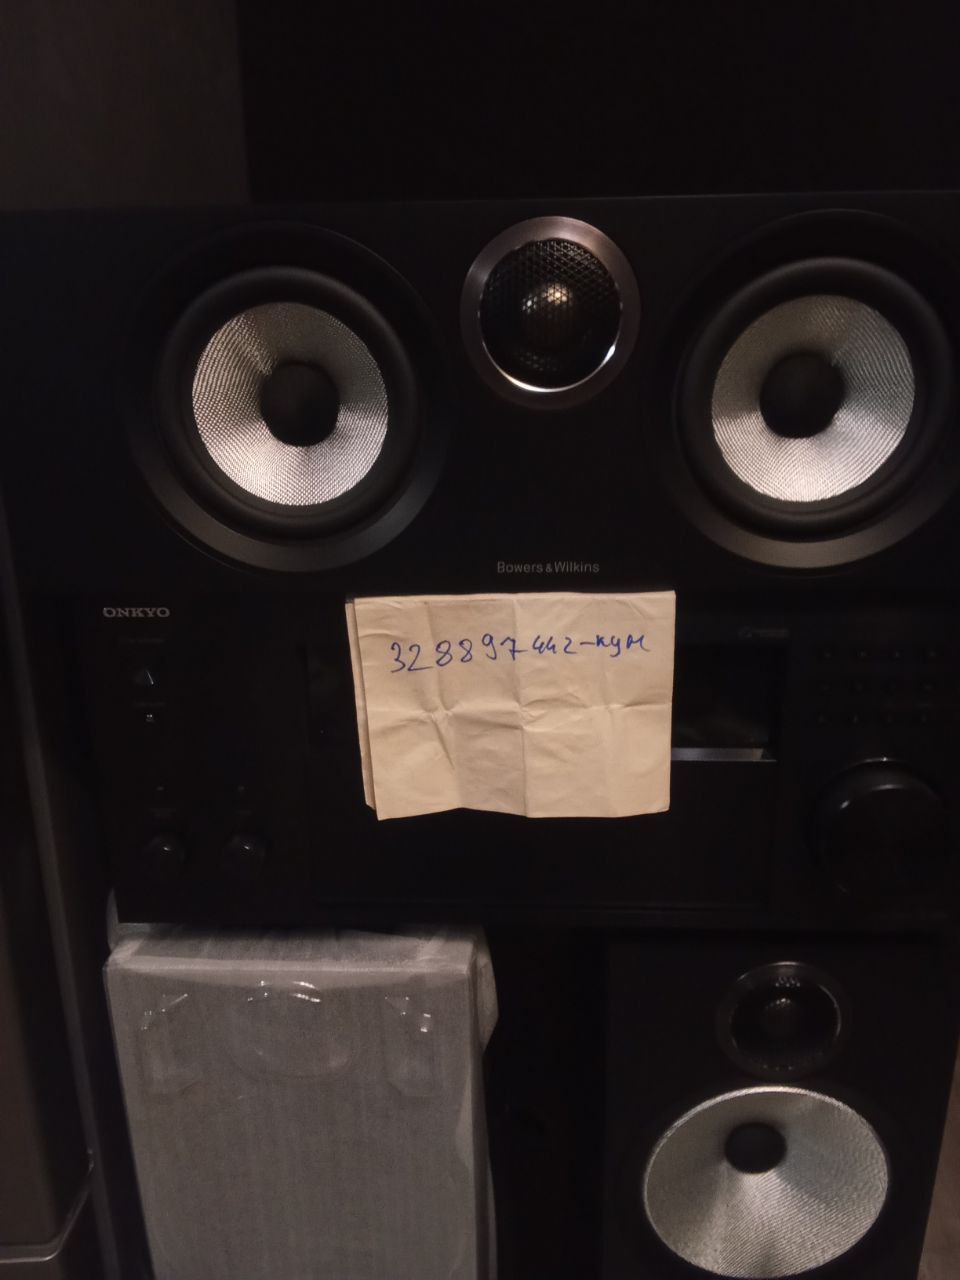 Bowers & Wilkins
ONKYO
328897442-кум